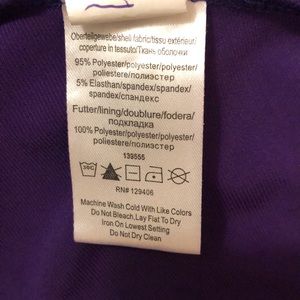 Obertellgewebe/shell fabric/tissu extérieur/
coperture in tessuto/Ткань оболочки
95% Polyester/polyester/polyester/
poliestere/полиэстер
5% Elasthan/spandex/spandex/
spandex/спандекс
Futter/lining/doublure/fodera/
подкладка
100% Polyester/polyester/polyester/
poliestere/полиэстер
139555
30C
RN# 129406
Machine Wash Cold With Like Colors
Do Not Bleach,Lay Flat To Dry
Iron On Lowest Setting
Do Not Dry Clean